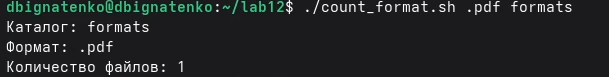 dbignatenko@dbignatenko:~/lab12$ ./count_format.sh .pdf formats
Каталог: formats
Формат: .pdf
Количество файлов: 1